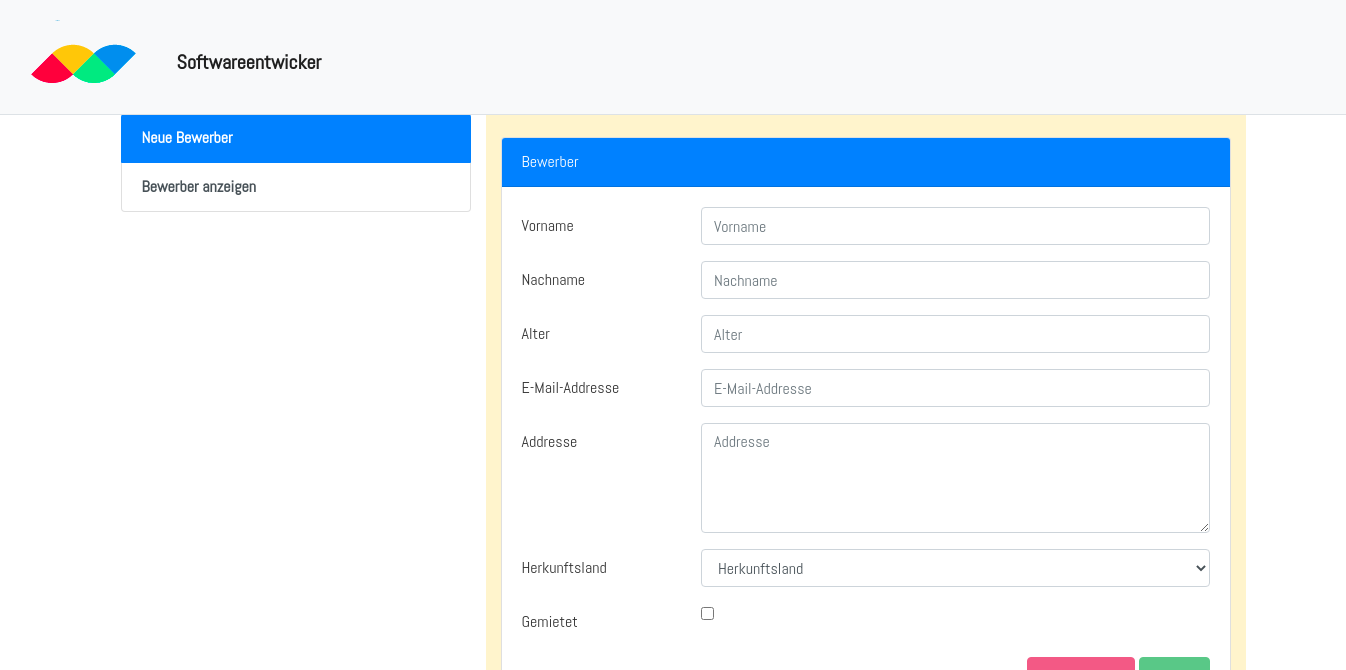 Softwareentwicker
Neue Bewerber
Bewerber anzeigen
Bewerber
Vorname
Vorname
Nachname
Nachname
Alter
Alter
E-Mail-Addresse
E-Mail-Addresse
Addresse
Addresse
Herkunftsland
Herkunftsland
Gemietet